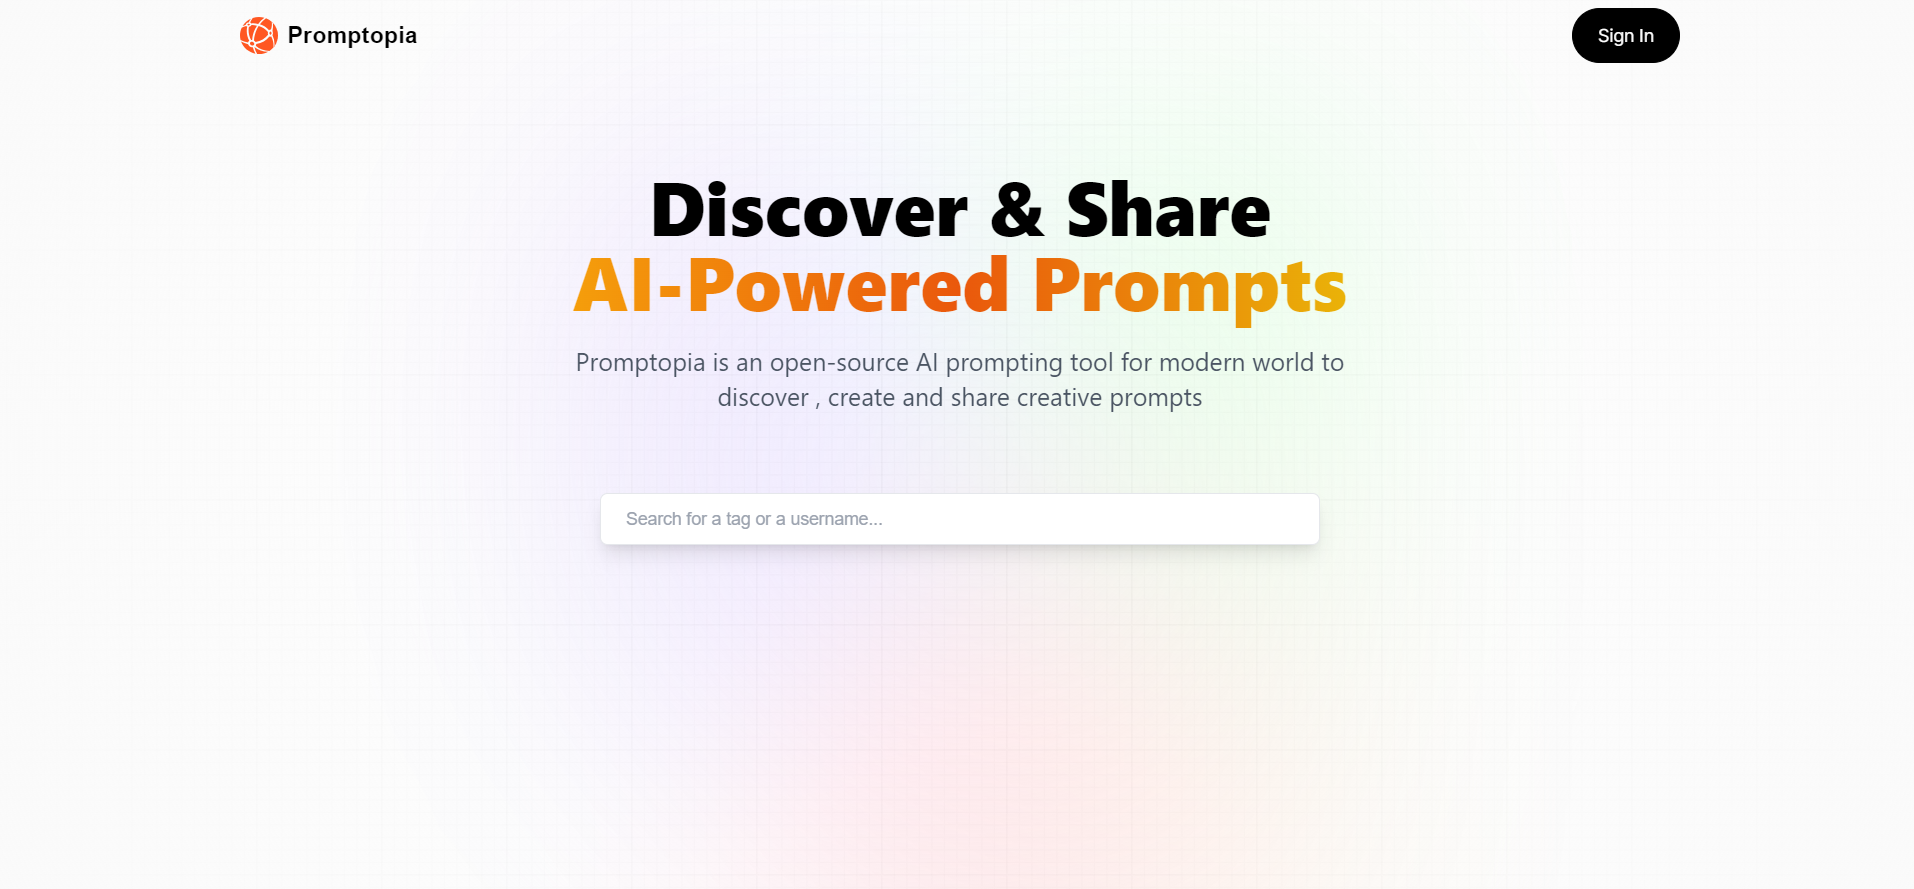 Promptopia
Sign In
Discover & Share
AI-Powered Prompts
Promptopia is an open-source AI prompting tool for modern world to
discover , create and share creative prompts
Search for a tag or a username...